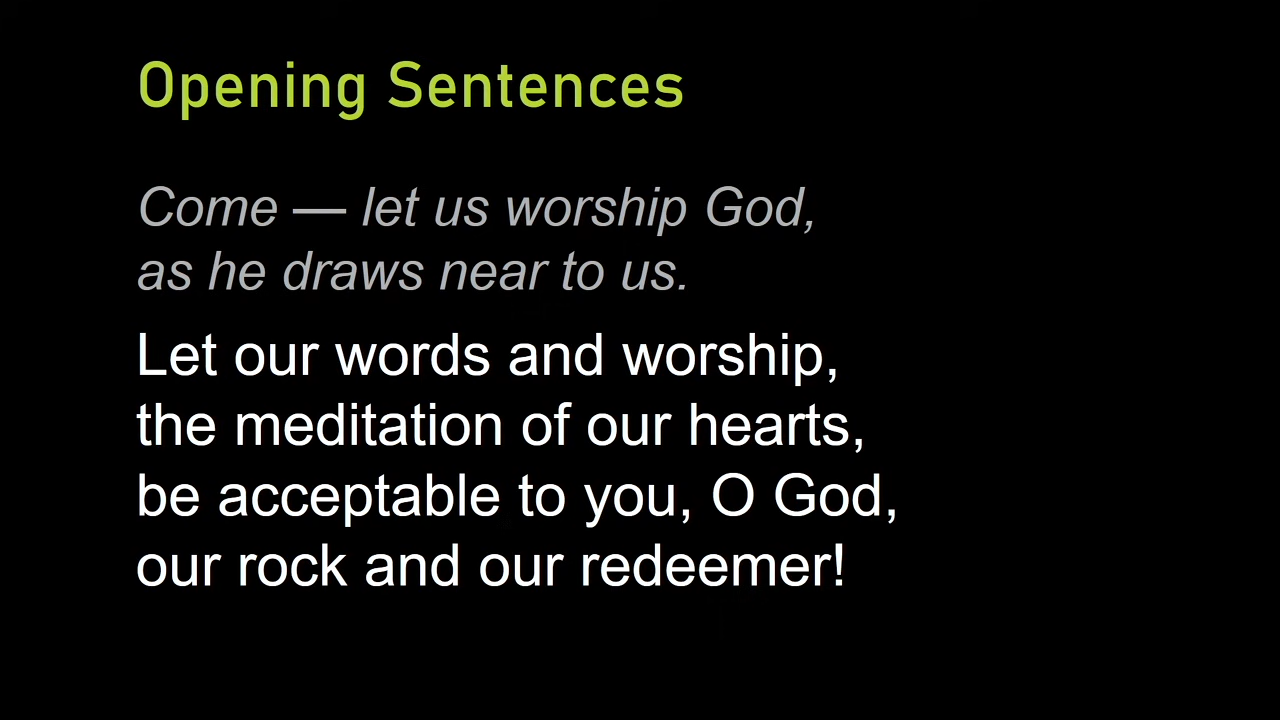 Opening Sentences
Come — let us worship God,
as he draws near to us.
Let our words and worship,
the meditation of our hearts,
be acceptable to you, O God,
our rock and our redeemer!